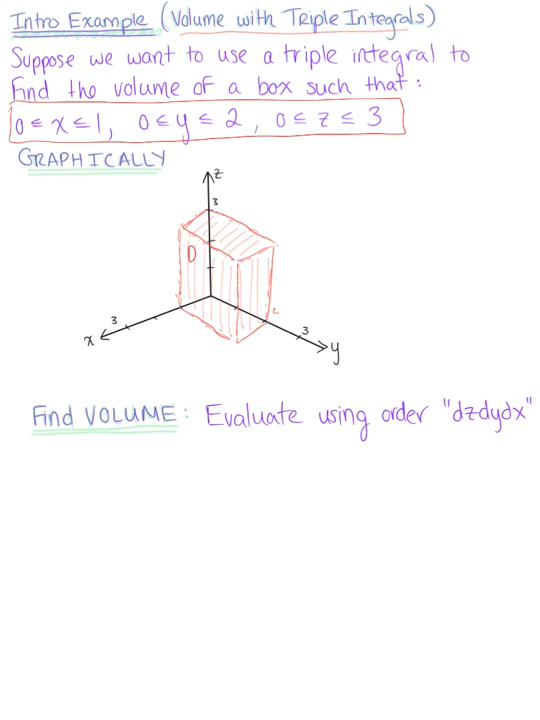 Intro Example (Volume with Triple Integrals)
Suppose we want to use a triple integral to
find the volume of a box such that:
0 ≤ x ≤ 1, 0 ≤ y ≤ 2, 0 ≤ z ≤ 3
GRAPHICALLY
z
3
D
3
x
2
3
y
Find VOLUME: Evaluate using order "dzdydx"